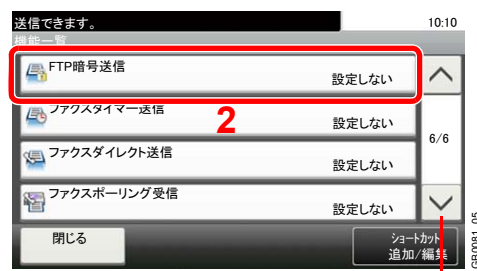 送信できます。 10:10
機能一覧
FTP暗号送信
設定しない
ファクスタイマー送信
設定しない
2
6/6
ファクスダイレクト送信
設定しない
ファクスポーリング受信
設定しない
閉じる
ショートカット
追加/編集
GB0081_05